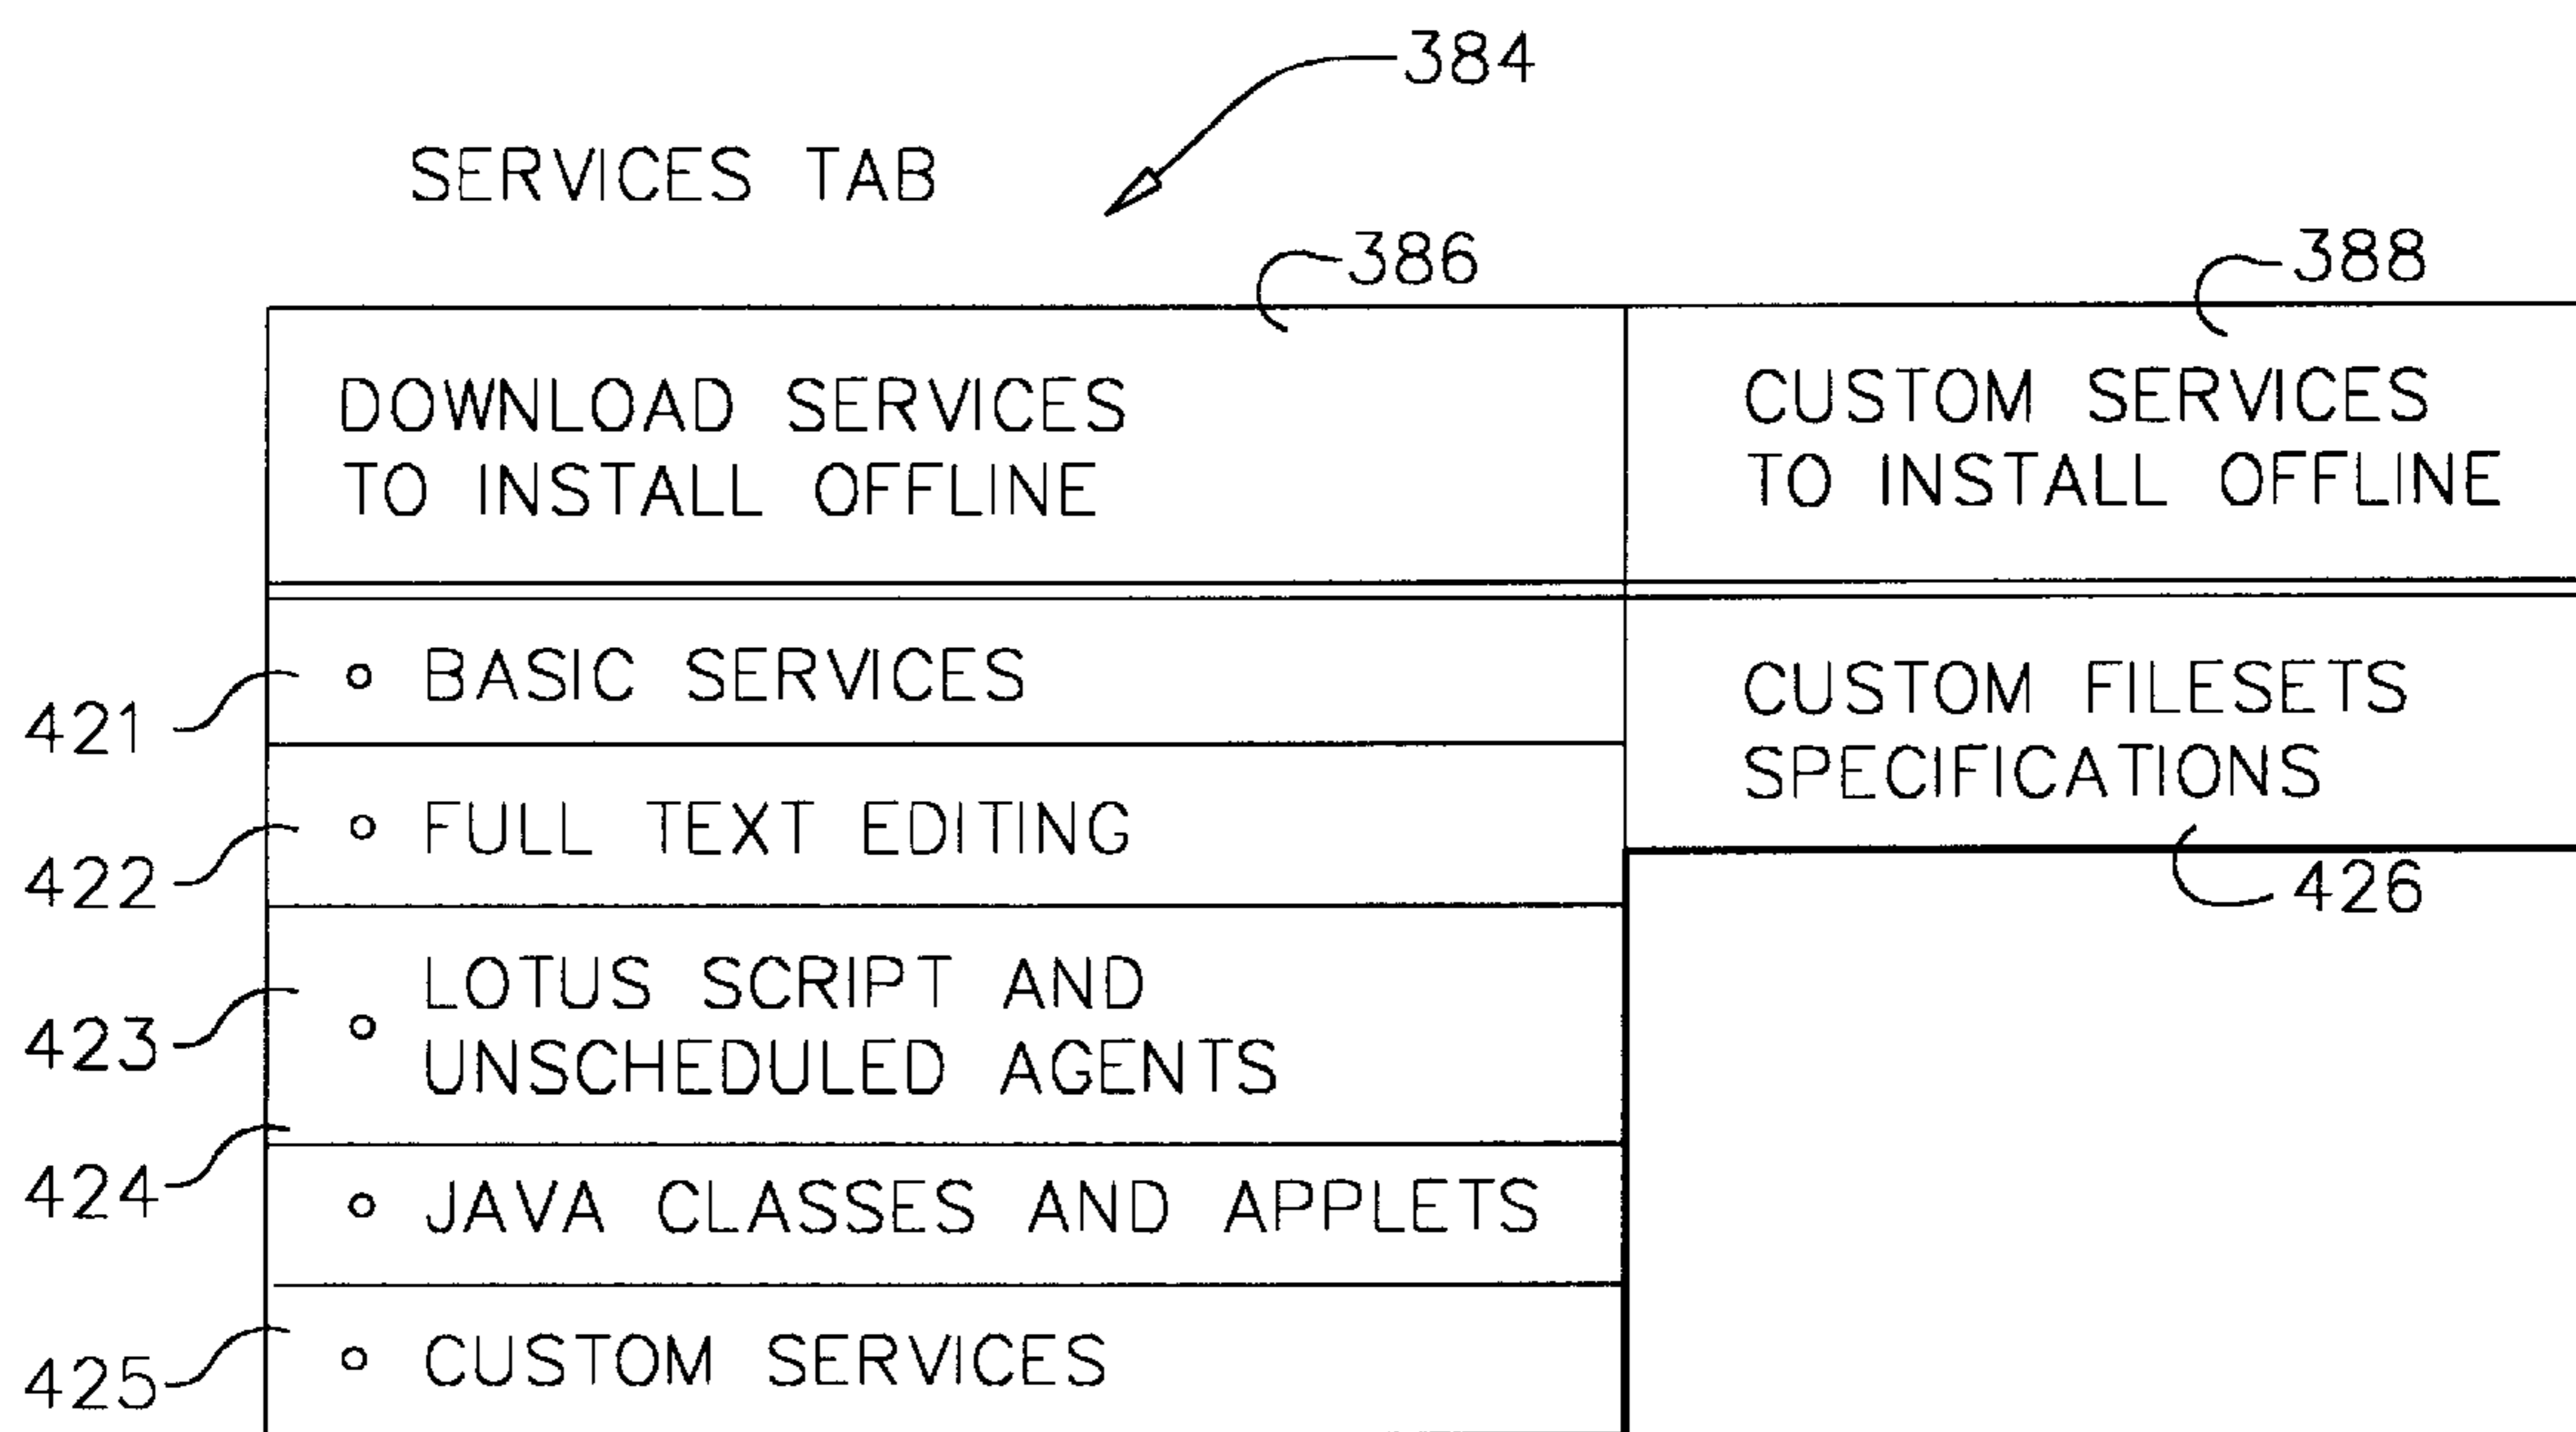 384
SERVICES TAB
386
388
DOWNLOAD SERVICES
TO INSTALL OFFLINE
CUSTOM SERVICES
TO INSTALL OFFLINE
421
BASIC SERVICES
CUSTOM FILESETS
SPECIFICATIONS
426
422
FULL TEXT EDITING
423
LOTUS SCRIPT AND
UNSCHEDULED AGENTS
424
JAVA CLASSES AND APPLETS
425
CUSTOM SERVICES